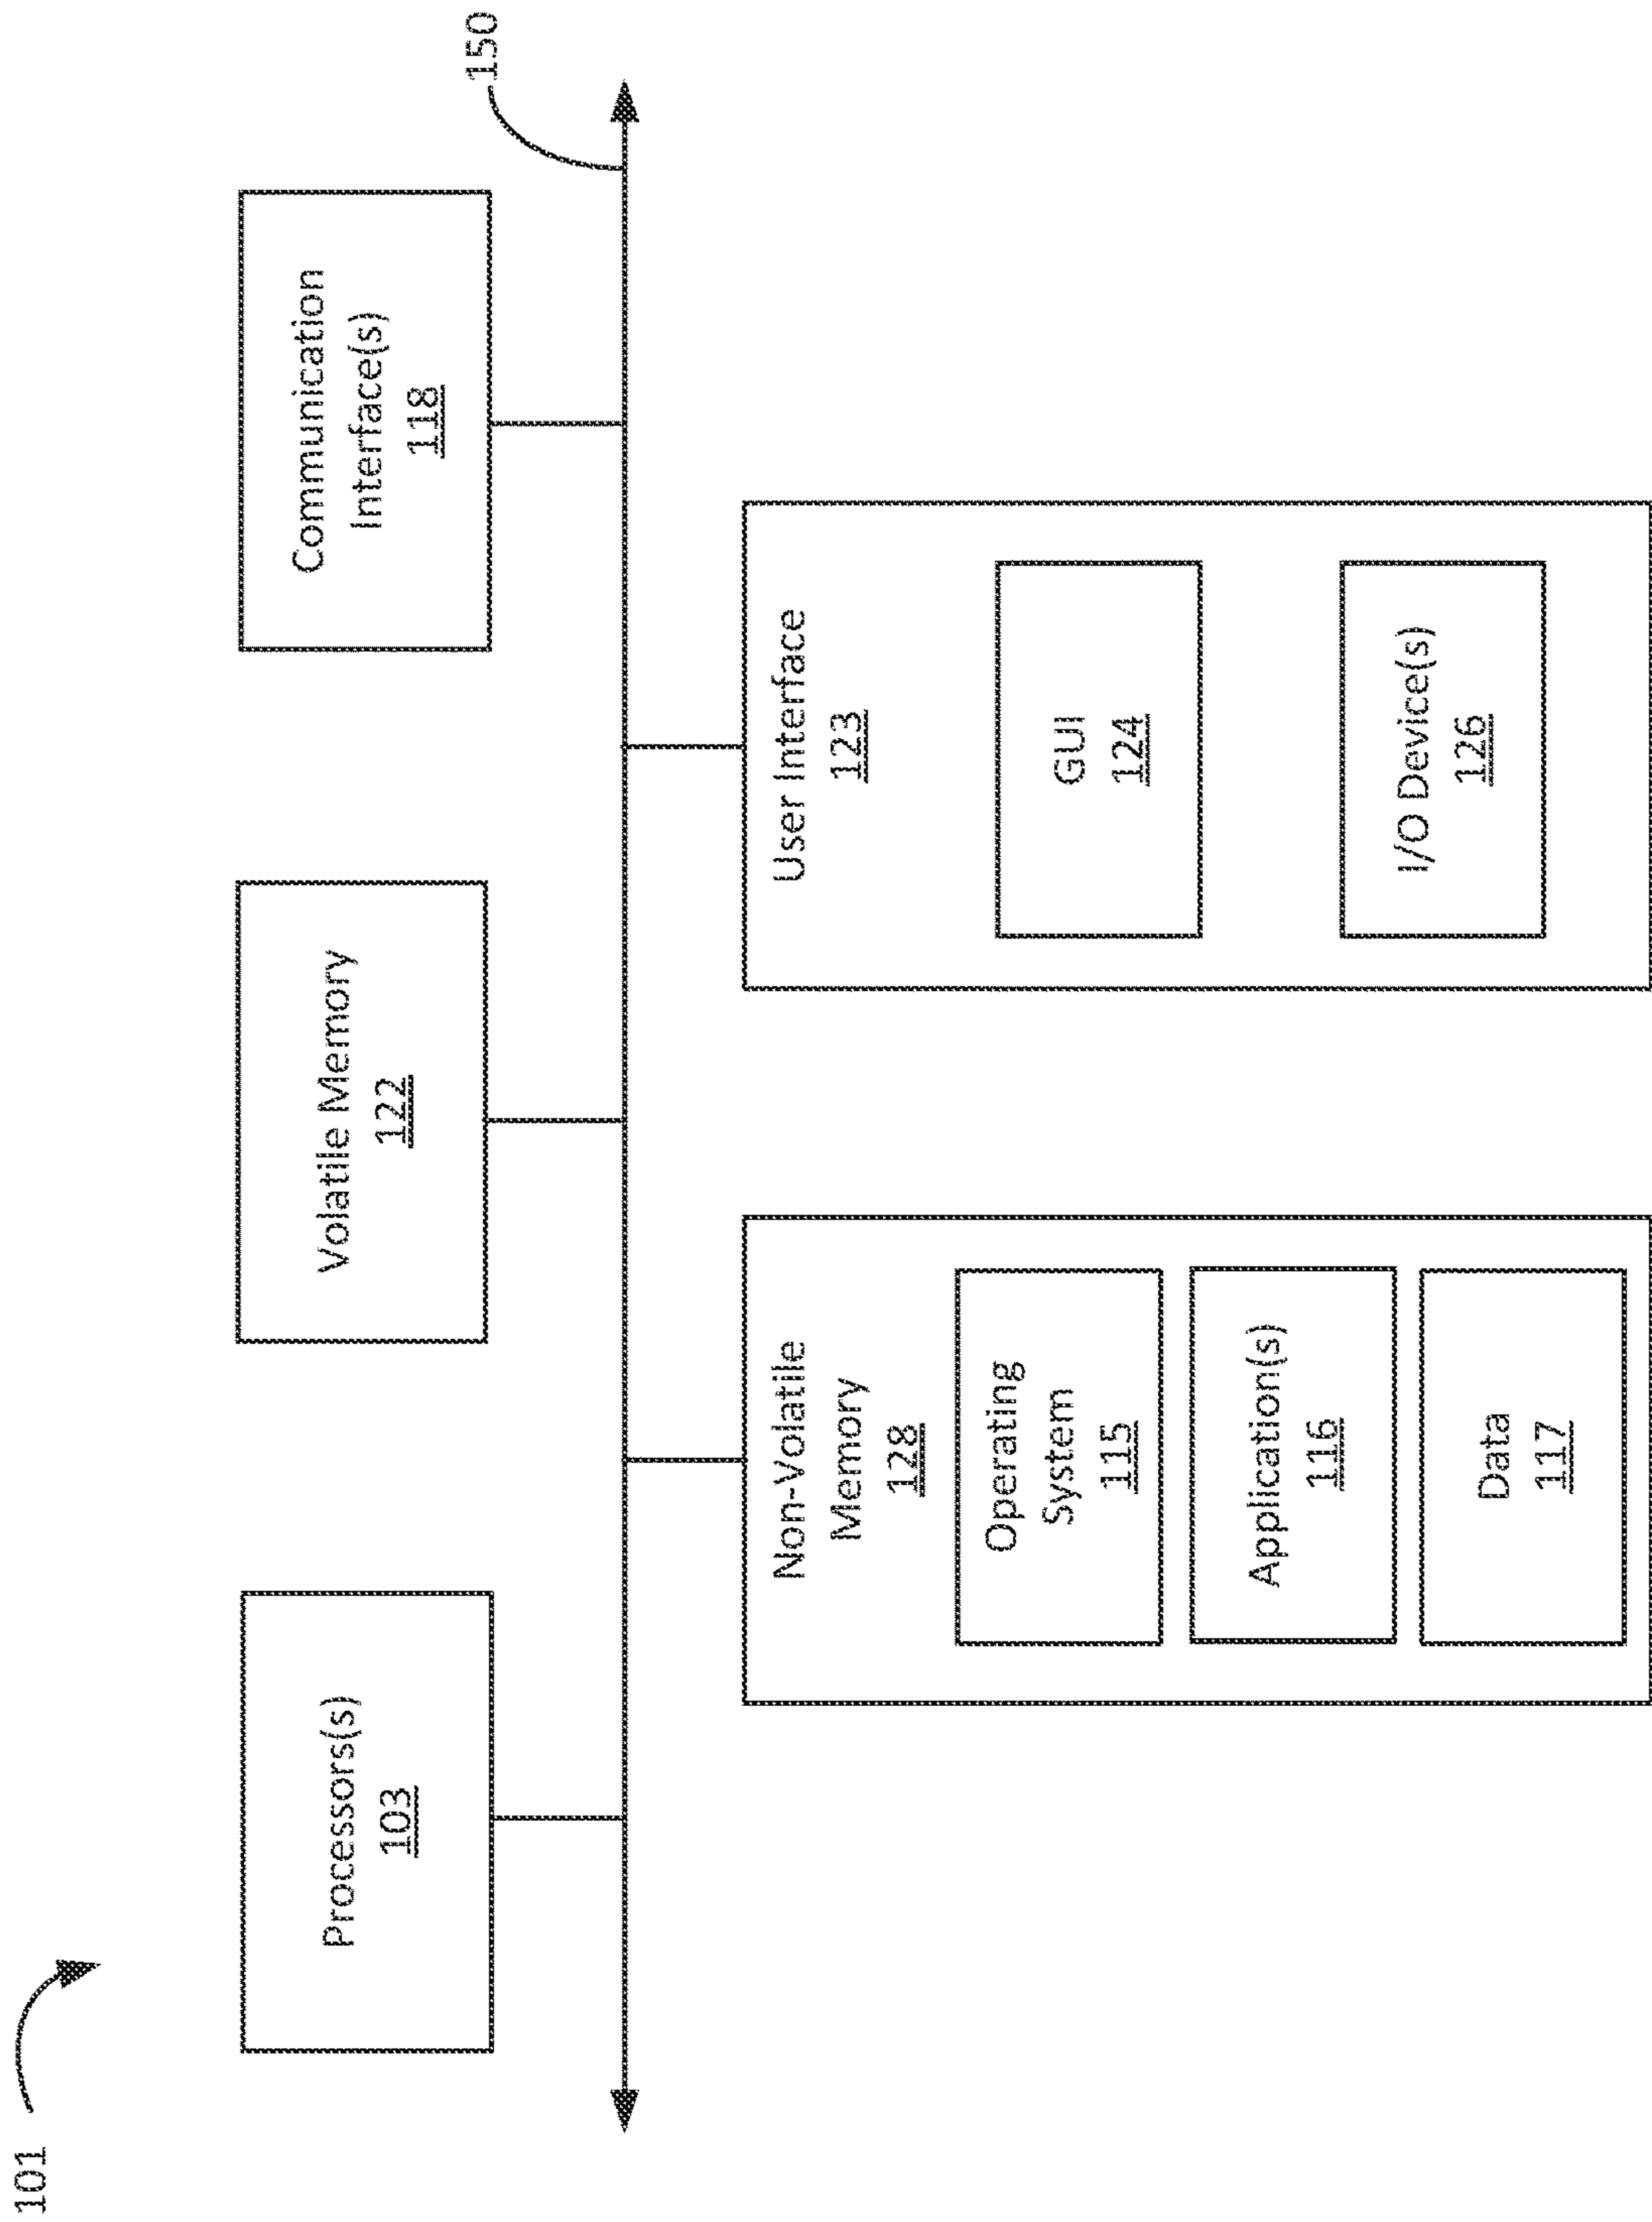 101
Processors(s)
103
Volatile Memory
122
Communication
Interface(s)
118
150
Non-Volatile
Memory
128
Operating
System
115
Application(s)
116
Data
117
User Interface
123
GUI
124
I/O Device(s)
126